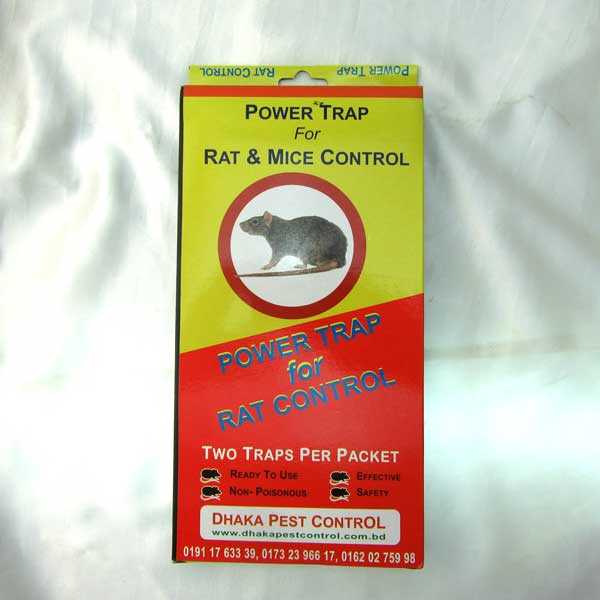 RAT CONTROL
POWER TRAP
POWER TRAP
For
RAT & MICE CONTROL
POWER TRAP
for
RAT CONTROL
TWO TRAPS PER PACKET
READY TO USE
EFFECTIVE
NON- POISONOUS
SAFETY
DHAKA PEST CONTROL
www.dhakapestcontrol.com.bd
0191 17 633 39, 0173 23 966 17, 0162 02 759 98